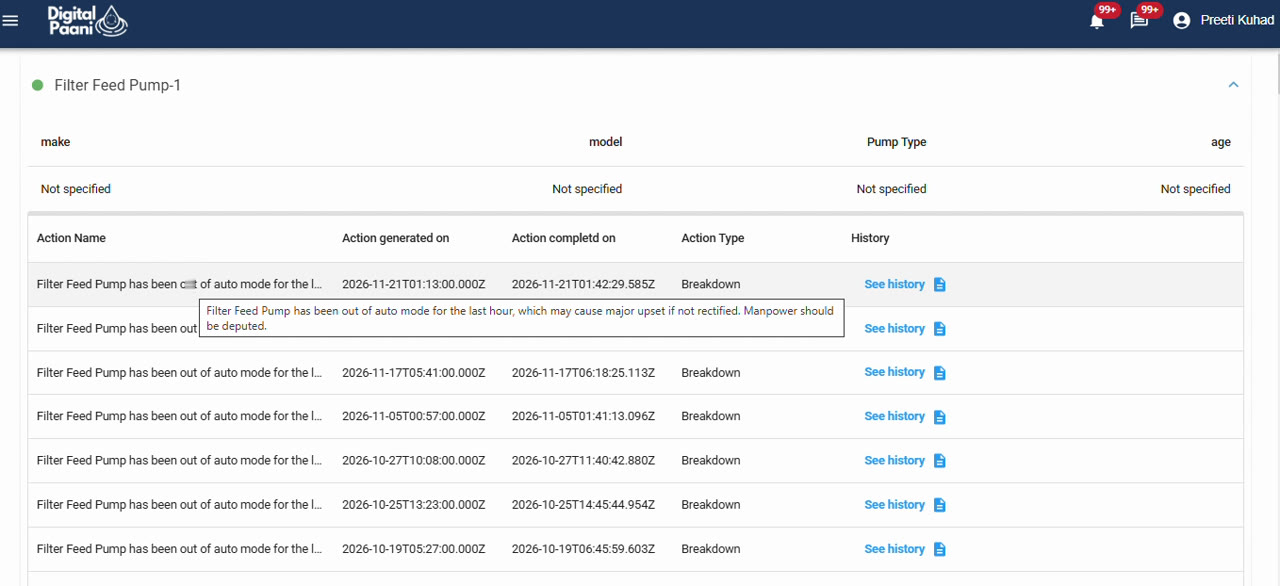 Digital
Paani
99+
99+
Preeti Kuhad
Filter Feed Pump-1
make model Pump Type age
Not specified Not specified Not specified Not specified
Action Name Action generated on Action completd on Action Type History
Filter Feed Pump has been out of auto mode for the l... 2026-11-21T01:13:00.000Z 2026-11-21T01:42:29.585Z Breakdown See history
Filter Feed Pump has been out of auto mode for the last hour, which may cause major upset if not rectified. Manpower should
be deputed.
Filter Feed Pump has been out See history
Filter Feed Pump has been out of auto mode for the l... 2026-11-17T05:41:00.000Z 2026-11-17T06:18:25.113Z Breakdown See history
Filter Feed Pump has been out of auto mode for the l... 2026-11-05T00:57:00.000Z 2026-11-05T01:41:13.096Z Breakdown See history
Filter Feed Pump has been out of auto mode for the l... 2026-10-27T10:08:00.000Z 2026-10-27T11:40:42.880Z Breakdown See history
Filter Feed Pump has been out of auto mode for the l... 2026-10-25T13:23:00.000Z 2026-10-25T14:45:44.954Z Breakdown See history
Filter Feed Pump has been out of auto mode for the l... 2026-10-19T05:27:00.000Z 2026-10-19T06:45:59.603Z Breakdown See history